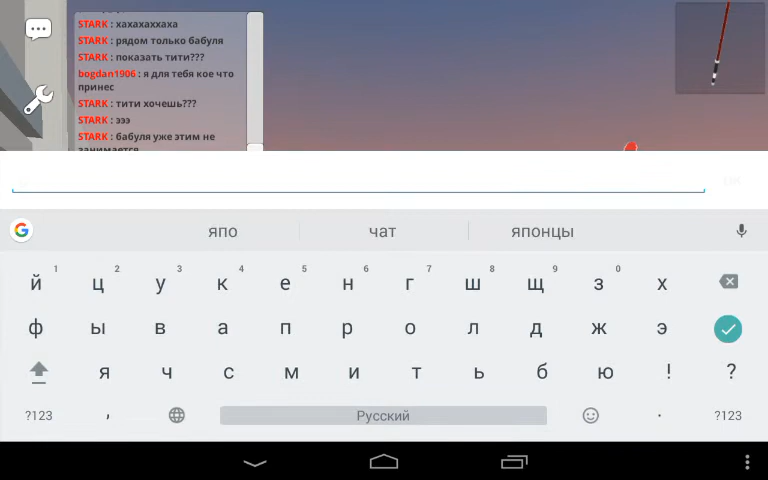 STARK : хахахаххаха
STARK : рядом только бабуля
STARK : показать тити???
bogdan1906 : я для тебя кое что
принес
STARK : тити хочешь???
STARK : эээ
STARK : бабуля уже этим не
занимается
япо чат японцы
й 1 ц 2 у 3 к 4 е 5 н 6 г 7 ш 8 щ 9 з 0 х
ф ы в а п р о л д ж э
я ч с м и т ь б ю ! ?
?123 , Русский . ?123